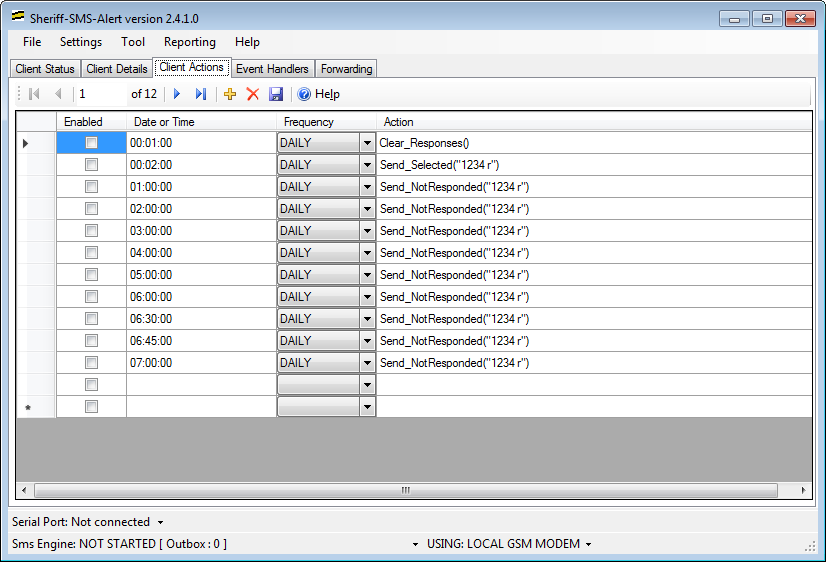 Sheriff-SMS-Alert version 2.4.1.0
File Settings Tool Reporting Help
Client Status Client Details Client Actions Event Handlers Forwarding
1 of 12 Help
Enabled Date or Time Frequency Action
00:01:00 DAILY Clear_Responses()
00:02:00 DAILY Send_Selected("1234 r")
01:00:00 DAILY Send_NotResponded("1234 r")
02:00:00 DAILY Send_NotResponded("1234 r")
03:00:00 DAILY Send_NotResponded("1234 r")
04:00:00 DAILY Send_NotResponded("1234 r")
05:00:00 DAILY Send_NotResponded("1234 r")
06:00:00 DAILY Send_NotResponded("1234 r")
06:30:00 DAILY Send_NotResponded("1234 r")
06:45:00 DAILY Send_NotResponded("1234 r")
07:00:00 DAILY Send_NotResponded("1234 r")
Serial Port: Not connected
Sms Engine: NOT STARTED [ Outbox : 0 ] USING: LOCAL GSM MODEM